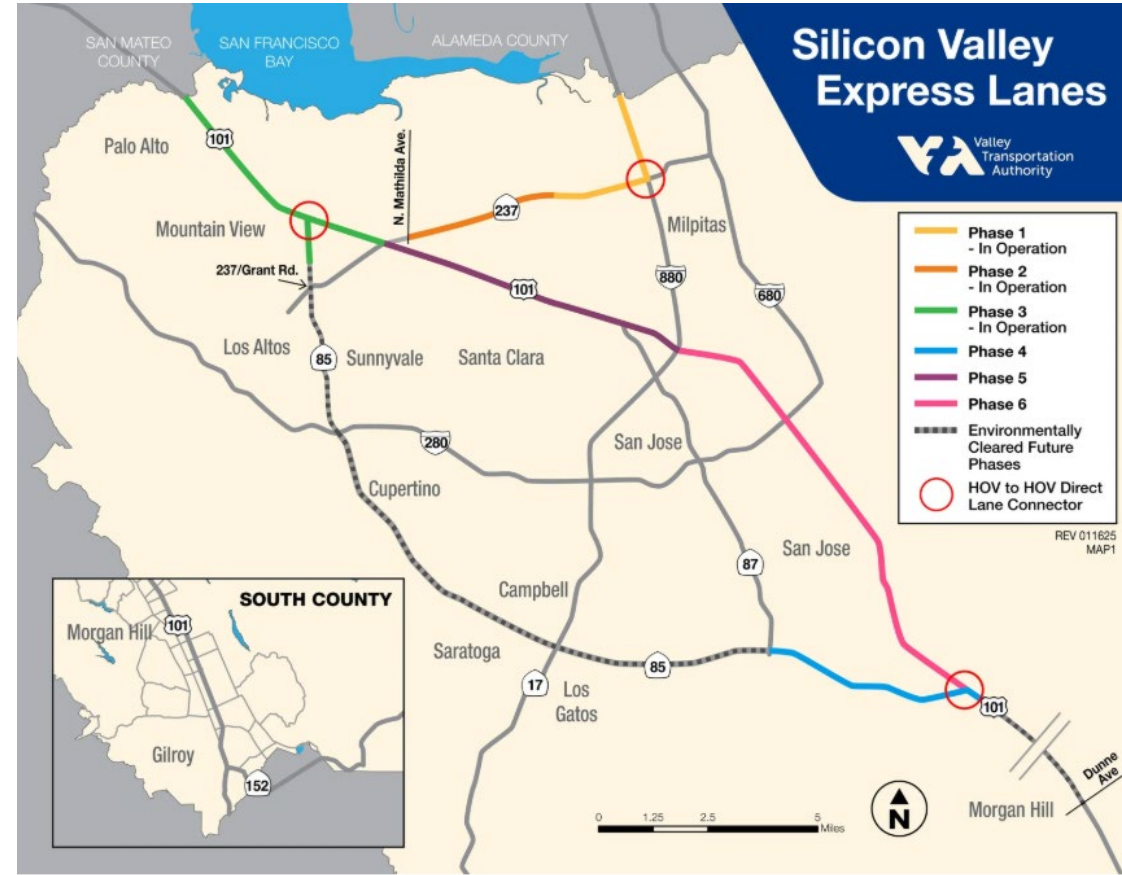 Silicon Valley
Express Lanes
VTA
Valley
Transportation
Authority
SAN MATEO
COUNTY
SAN FRANCISCO
BAY
ALAMEDA COUNTY
Palo Alto
101
N. Mathilda Ave.
237
Mountain View
Milpitas
237/Grant Rd.
101
880
680
Los Altos
85
Sunnyvale
Santa Clara
280
San Jose
Cupertino
San Jose
87
Campbell
Saratoga
85
17
Los
Gatos
101
Dunne
Ave
Morgan Hill
Phase 1
- In Operation
Phase 2
- In Operation
Phase 3
- In Operation
Phase 4
Phase 5
Phase 6
Environmentally
Cleared Future
Phases
HOV to HOV Direct
Lane Connector
REV 011625
MAP1
SOUTH COUNTY
Morgan Hill
101
Gilroy
152
0 1.25 2.5 5
Miles
N